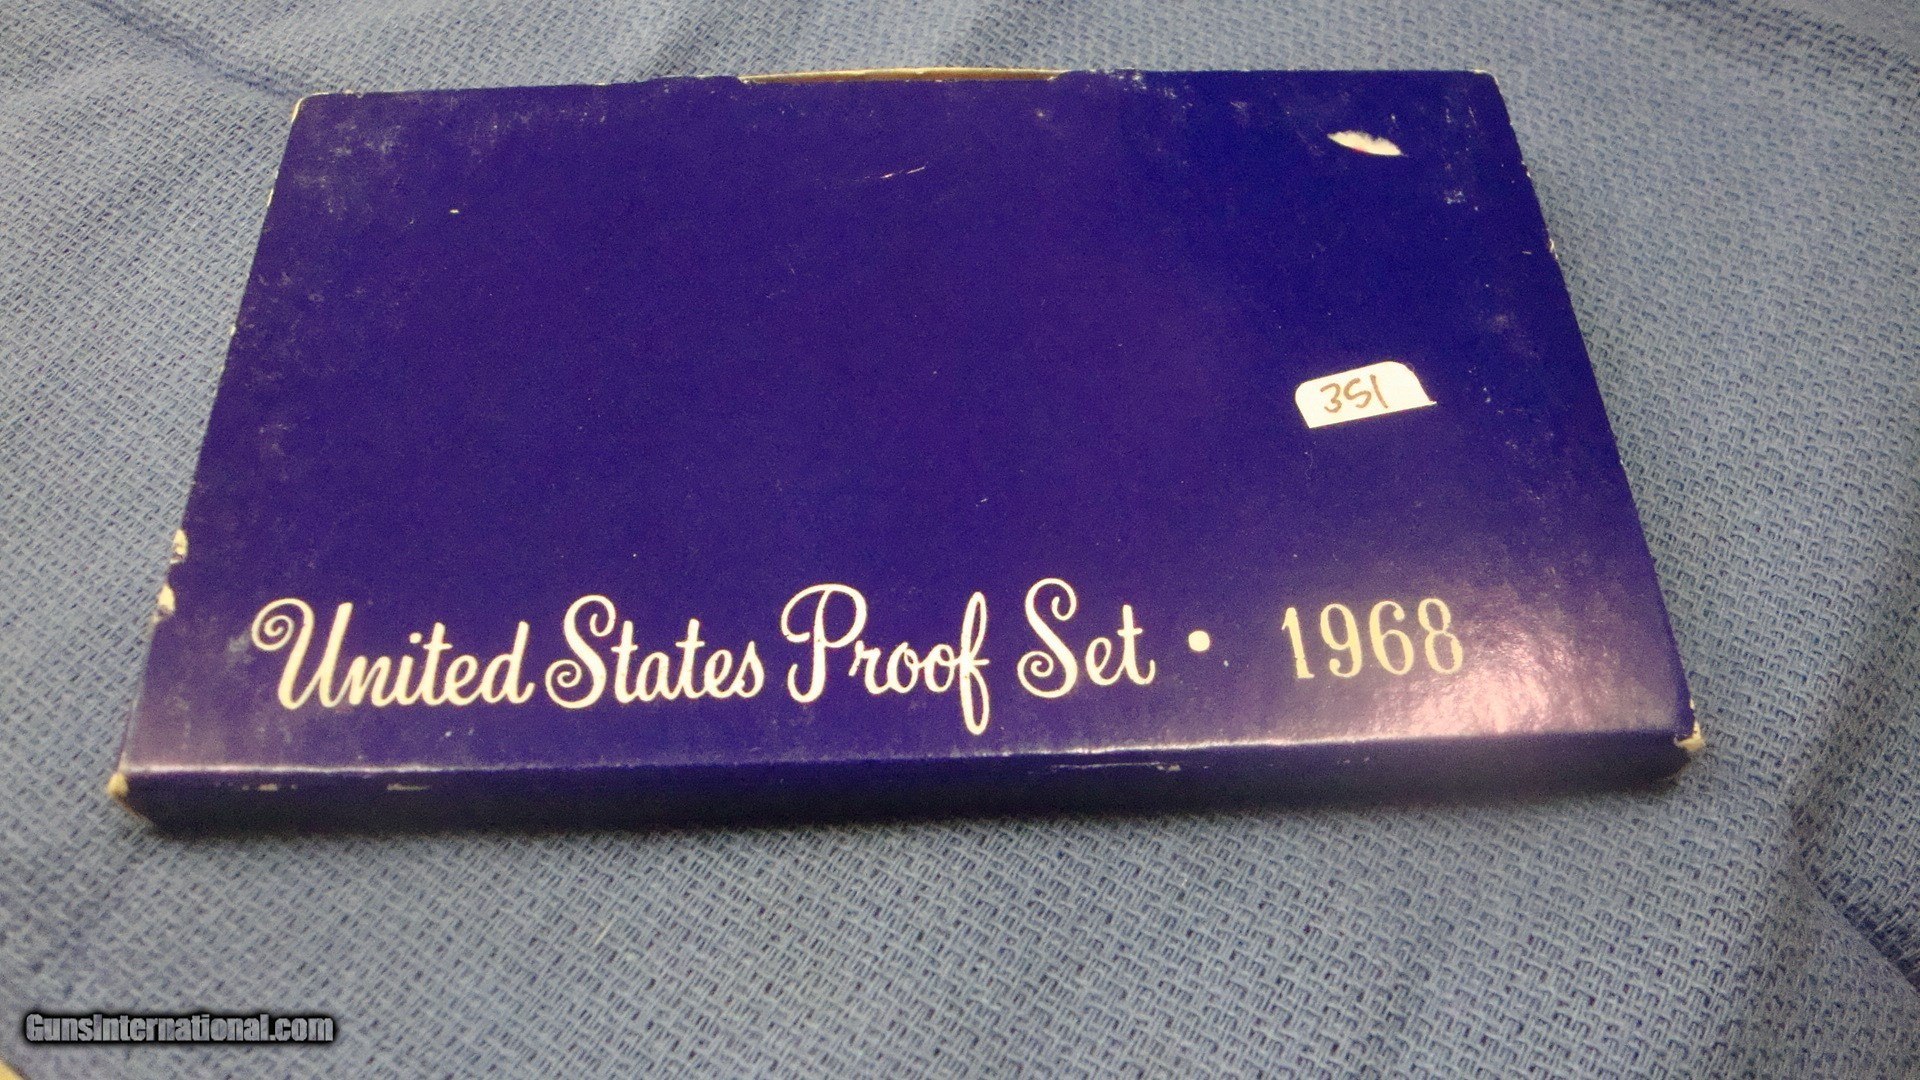 351
United States Proof Set • 1968
GunsInternational.com